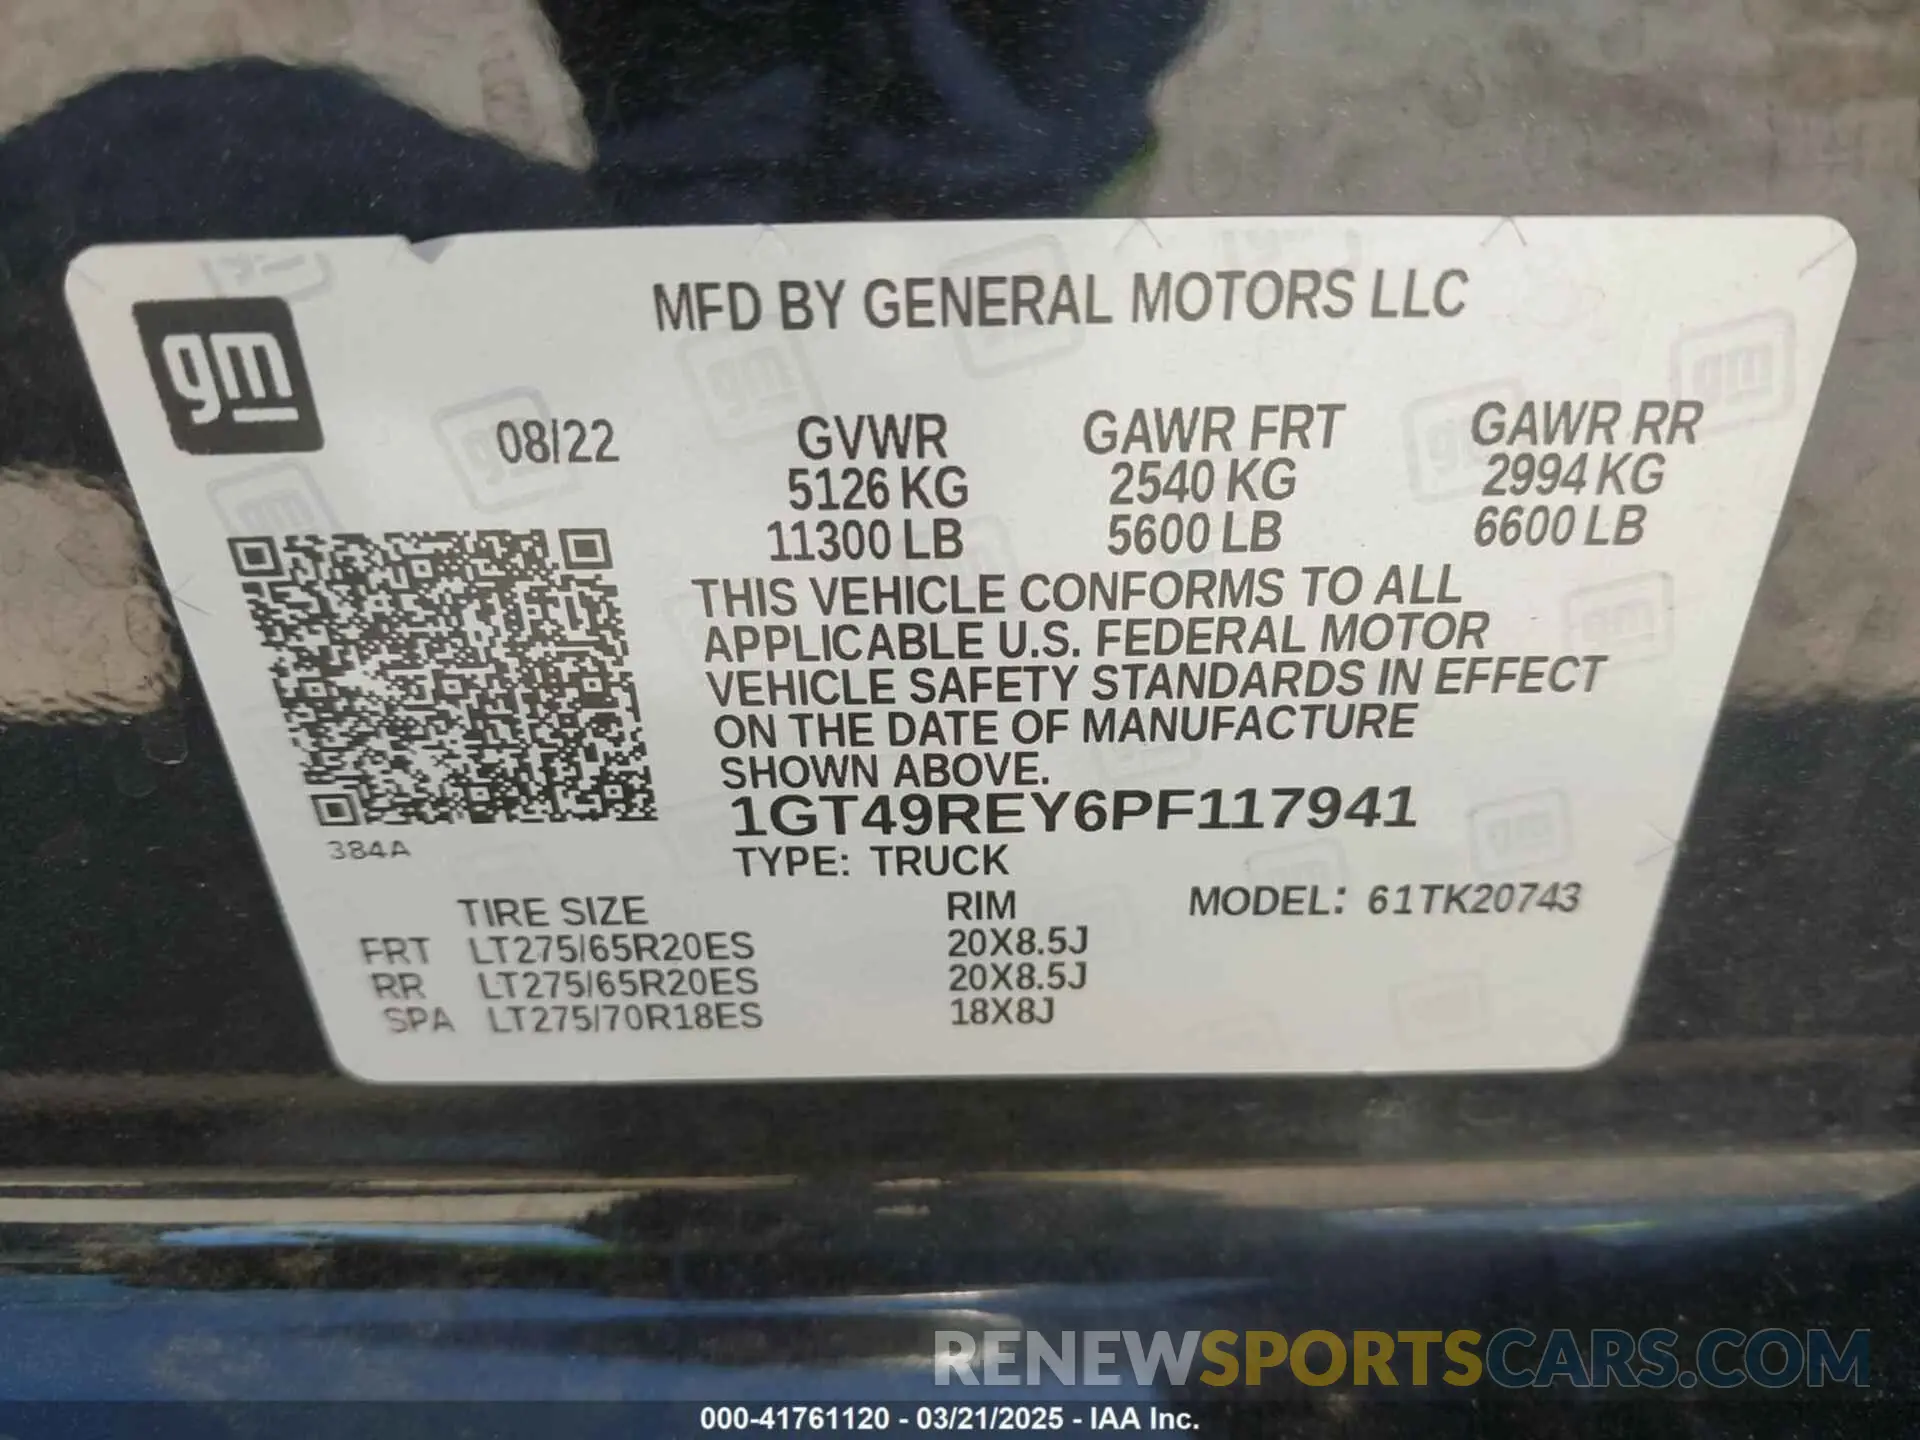 MFD BY GENERAL MOTORS LLC
gm
08/22 GVWR GAWR FRT GAWR RR
5126 KG 2540 KG 2994 KG
11300 LB 5600 LB 6600 LB
THIS VEHICLE CONFORMS TO ALL
APPLICABLE U.S. FEDERAL MOTOR
VEHICLE SAFETY STANDARDS IN EFFECT
ON THE DATE OF MANUFACTURE
SHOWN ABOVE.
1GT49REY6PF117941
384A
TYPE: TRUCK
TIRE SIZE RIM MODEL: 61TK20743
FRT LT275/65R20ES 20X8.5J
RR LT275/65R20ES 20X8.5J
SPA LT275/70R18ES 18X8J
RENEWSPORTSCARS.COM
000-41761120 - 03/21/2025 - IAA Inc.